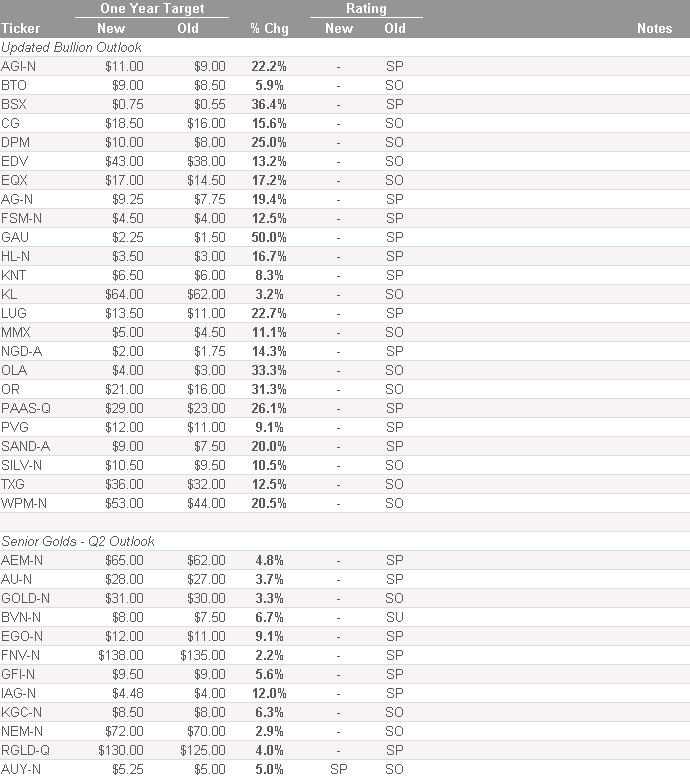 One Year Target Rating
Ticker New Old % Chg New Old Notes
Updated Bullion Outlook
AGI-N $11.00 $9.00 22.2% - SP
BTO $9.00 $8.50 5.9% - SO
BSX $0.75 $0.55 36.4% - SP
CG $18.50 $16.00 15.6% - SO
DPM $10.00 $8.00 25.0% - SO
EDV $43.00 $38.00 13.2% - SO
EQX $17.00 $14.50 17.2% - SO
AG-N $9.25 $7.75 19.4% - SP
FSM-N $4.50 $4.00 12.5% - SP
GAU $2.25 $1.50 50.0% - SP
HL-N $3.50 $3.00 16.7% - SP
KNT $6.50 $6.00 8.3% - SP
KL $64.00 $62.00 3.2% - SO
LUG $13.50 $11.00 22.7% - SP
MMX $5.00 $4.50 11.1% - SO
NGD-A $2.00 $1.75 14.3% - SP
OLA $4.00 $3.00 33.3% - SO
OR $21.00 $16.00 31.3% - SO
PAAS-Q $29.00 $23.00 26.1% - SP
PVG $12.00 $11.00 9.1% - SP
SAND-A $9.00 $7.50 20.0% - SP
SILV-N $10.50 $9.50 10.5% - SO
TXG $36.00 $32.00 12.5% - SO
WPM-N $53.00 $44.00 20.5% - SO
Senior Golds - Q2 Outlook
AEM-N $65.00 $62.00 4.8% - SP
AU-N $28.00 $27.00 3.7% - SP
GOLD-N $31.00 $30.00 3.3% - SO
BVN-N $8.00 $7.50 6.7% - SU
EGO-N $12.00 $11.00 9.1% - SP
FNV-N $138.00 $135.00 2.2% - SP
GFI-N $9.50 $9.00 5.6% - SP
IAG-N $4.48 $4.00 12.0% - SP
KGC-N $8.50 $8.00 6.3% - SO
NEM-N $72.00 $70.00 2.9% - SO
RGLD-Q $130.00 $125.00 4.0% - SP
AUY-N $5.25 $5.00 5.0% SP SO